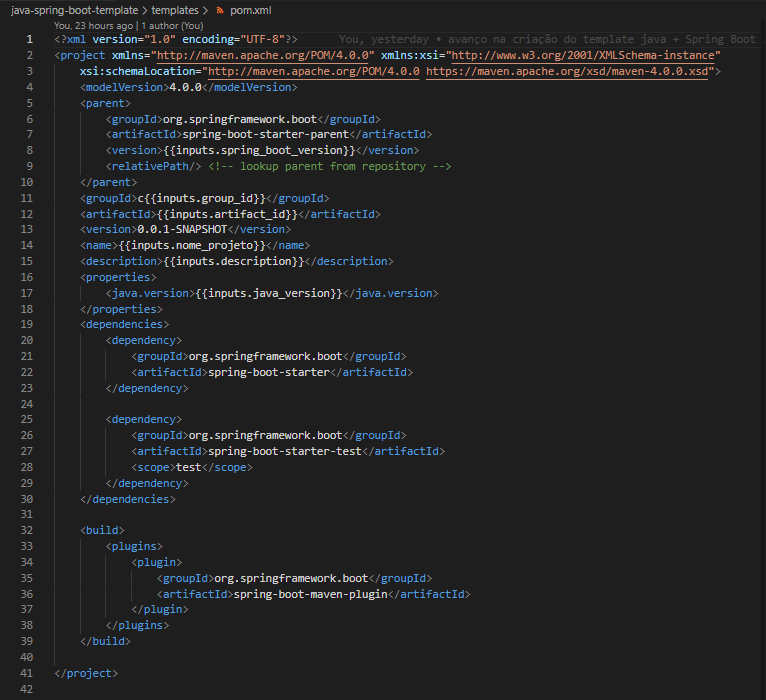 java-spring-boot-template > templates > pom.xml
You, 23 hours ago | 1 author (You)
1 <?xml version="1.0" encoding="UTF-8"?> You, yesterday • avanço na criação do template java + Spring Boot
2 <project xmlns="http://maven.apache.org/POM/4.0.0" xmlns:xsi="http://www.w3.org/2001/XMLSchema-instance"
3 xsi:schemaLocation="http://maven.apache.org/POM/4.0.0 https://maven.apache.org/xsd/maven-4.0.0.xsd">
4 <modelVersion>4.0.0</modelVersion>
5 <parent>
6 <groupId>org.springframework.boot</groupId>
7 <artifactId>spring-boot-starter-parent</artifactId>
8 <version>{{inputs.spring_boot_version}}</version>
9 <relativePath/> <!-- lookup parent from repository -->
10 </parent>
11 <groupId>c{{inputs.group_id}}</groupId>
12 <artifactId>{{inputs.artifact_id}}</artifactId>
13 <version>0.0.1-SNAPSHOT</version>
14 <name>{{inputs.nome_projeto}}</name>
15 <description>{{inputs.description}}</description>
16 <properties>
17 <java.version>{{inputs.java_version}}</java.version>
18 </properties>
19 <dependencies>
20 <dependency>
21 <groupId>org.springframework.boot</groupId>
22 <artifactId>spring-boot-starter</artifactId>
23 </dependency>
24
25 <dependency>
26 <groupId>org.springframework.boot</groupId>
27 <artifactId>spring-boot-starter-test</artifactId>
28 <scope>test</scope>
29 </dependency>
30 </dependencies>
31
32 <build>
33 <plugins>
34 <plugin>
35 <groupId>org.springframework.boot</groupId>
36 <artifactId>spring-boot-maven-plugin</artifactId>
37 </plugin>
38 </plugins>
39 </build>
40
41 </project>
42